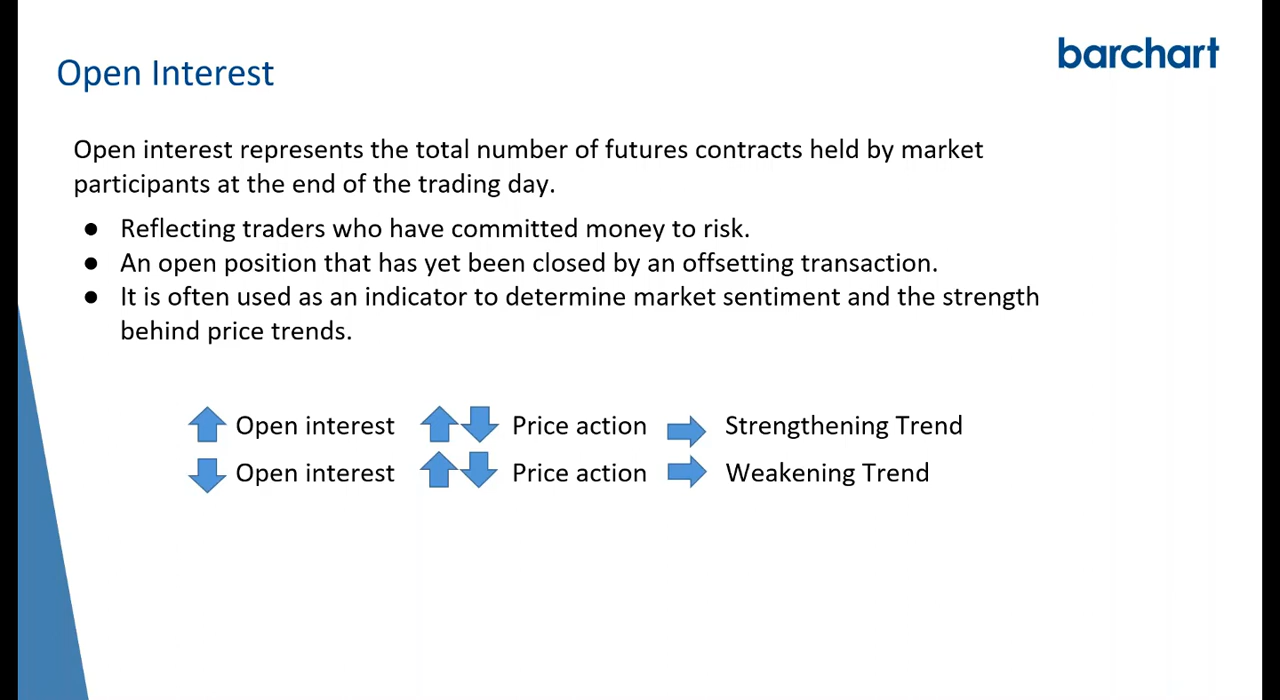 barchart
Open Interest
Open interest represents the total number of futures contracts held by market
participants at the end of the trading day.
● Reflecting traders who have committed money to risk.
● An open position that has yet been closed by an offsetting transaction.
● It is often used as an indicator to determine market sentiment and the strength
behind price trends.
Open interest Price action Strengthening Trend
Open interest Price action Weakening Trend